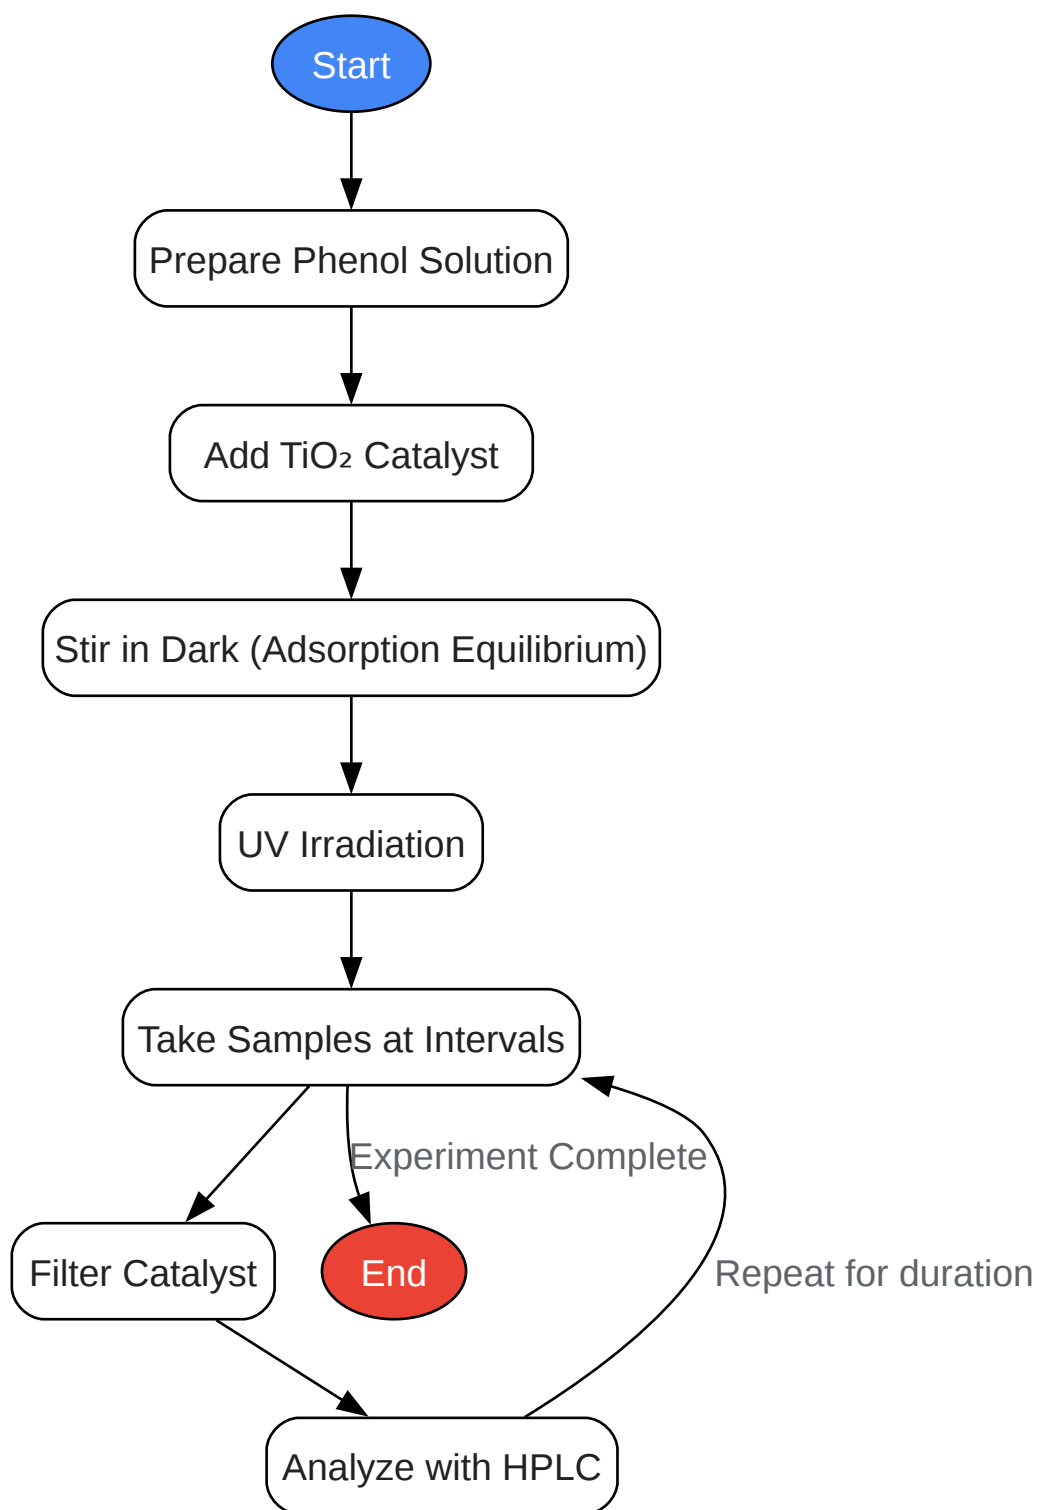 Start
Prepare Phenol Solution
Add TiO₂ Catalyst
Stir in Dark (Adsorption Equilibrium)
UV Irradiation
Take Samples at Intervals
Experiment Complete
Filter Catalyst
End
Repeat for duration
Analyze with HPLC